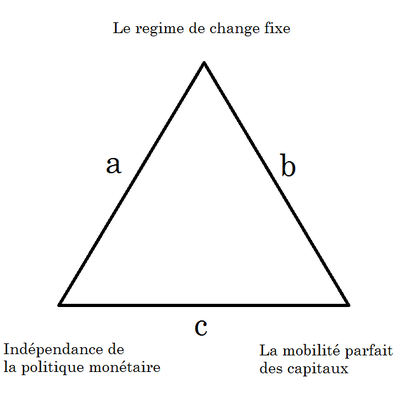 Le regime de change fixe
a
b
c
Indépendance de
la politique monétaire
La mobilité parfait
des capitaux